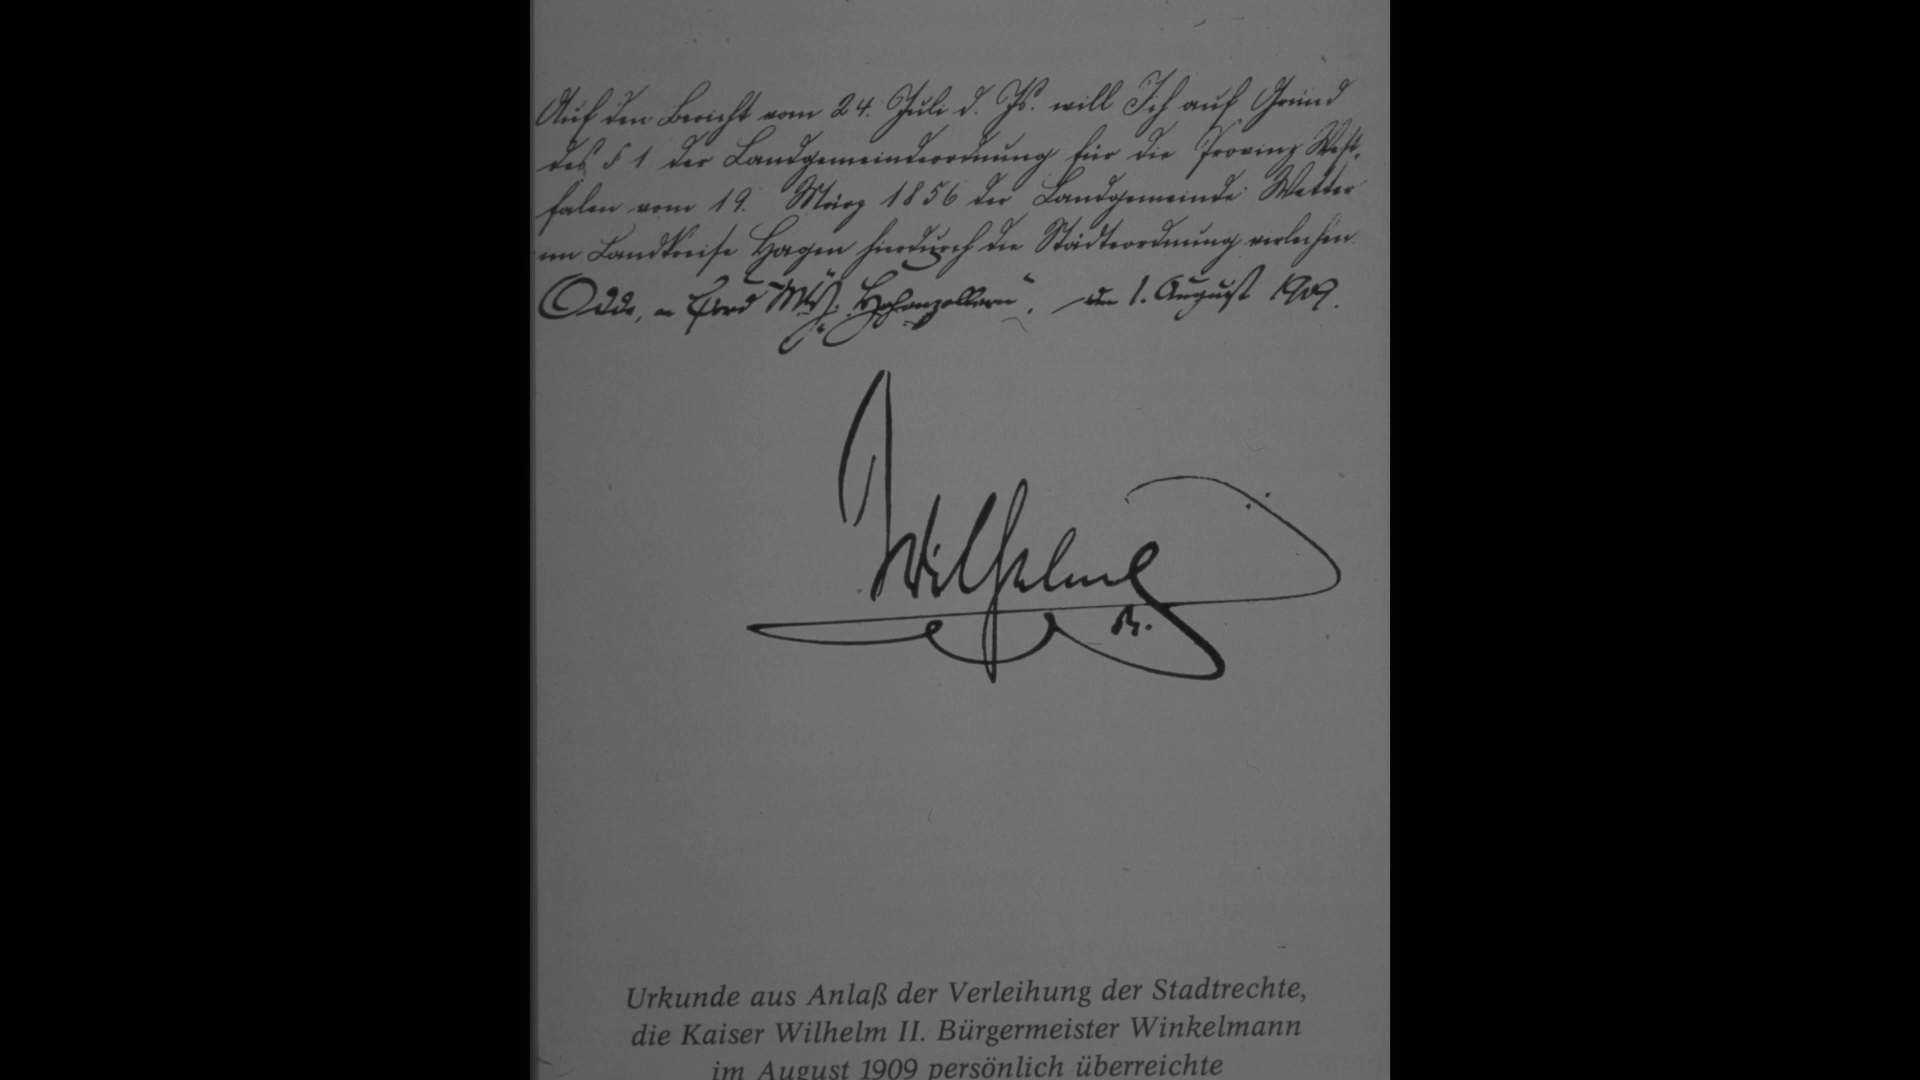 Auf den Bericht vom 24. Juli d. Js. will Ich auf Grund
des § 1 der Landgemeindeordnung für die Provinz West-
falen vom 19. März 1856 der Landgemeinde Wetter
im Landkreise Hagen hierdurch die Städteordnung verleihen.
Odde, an Bord M.Y. „Hohenzollern“, den 1. August 1909.
Wilhelm
R.
Urkunde aus Anlaß der Verleihung der Stadtrechte,
die Kaiser Wilhelm II. Bürgermeister Winkelmann
im August 1909 persönlich überreichte